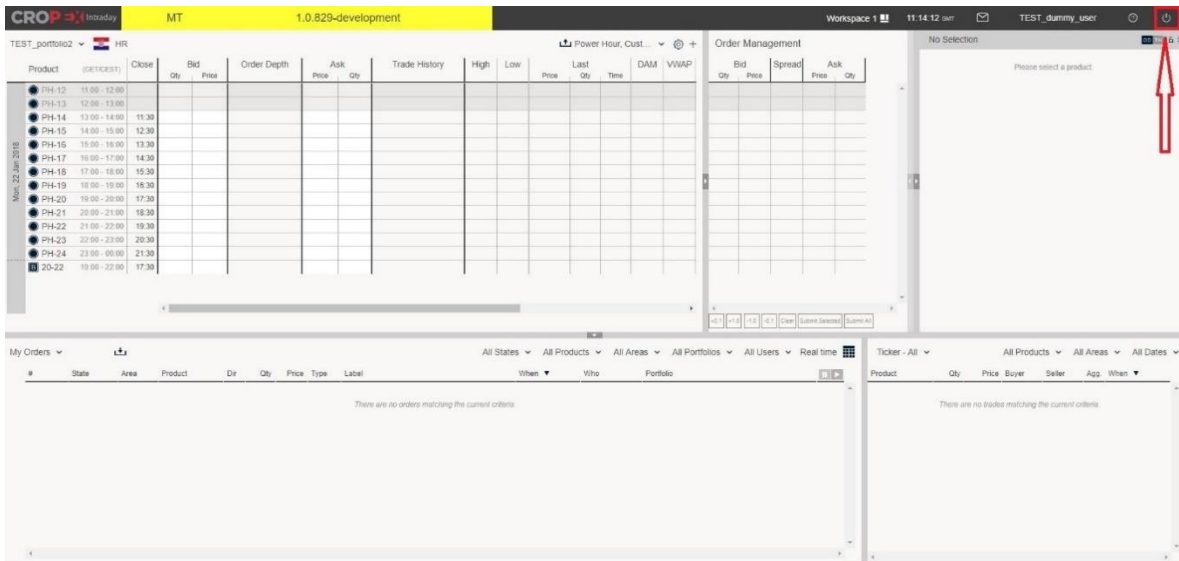 CROPEX Intraday MT 1.0.829-development Workspace 1 11:14:12 GMT TEST_dummy_user
TEST_portfolio2 HR Power Hour, Cust...
Product (CET/CEST) Close Bid Order Depth Ask Trade History High Low Last DAM VWAP
Qty Price Price Qty Price Qty Time
Mon, 22 Jan 2018
PH-12 11:00 - 12:00
PH-13 12:00 - 13:00
PH-14 13:00 - 14:00 11:30
PH-15 14:00 - 15:00 12:30
PH-16 15:00 - 16:00 13:30
PH-17 16:00 - 17:00 14:30
PH-18 17:00 - 18:00 15:30
PH-19 18:00 - 19:00 16:30
PH-20 19:00 - 20:00 17:30
PH-21 20:00 - 21:00 18:30
PH-22 21:00 - 22:00 19:30
PH-23 22:00 - 23:00 20:30
PH-24 23:00 - 00:00 21:30
20-22 19:00 - 22:00 17:30
Order Management
Bid Spread Ask
Qty Price Price Qty
Clear Submit Selected Submit All
No Selection
Please select a product
My Orders All States All Products All Areas All Portfolios All Users Real time
# State Area Product Dir Qty Price Type Label When Who Portfolio
There are no orders matching the current criteria
Ticker - All All Products All Areas All Dates
Product Qty Price Buyer Seller Agg. When
There are no trades matching the current criteria